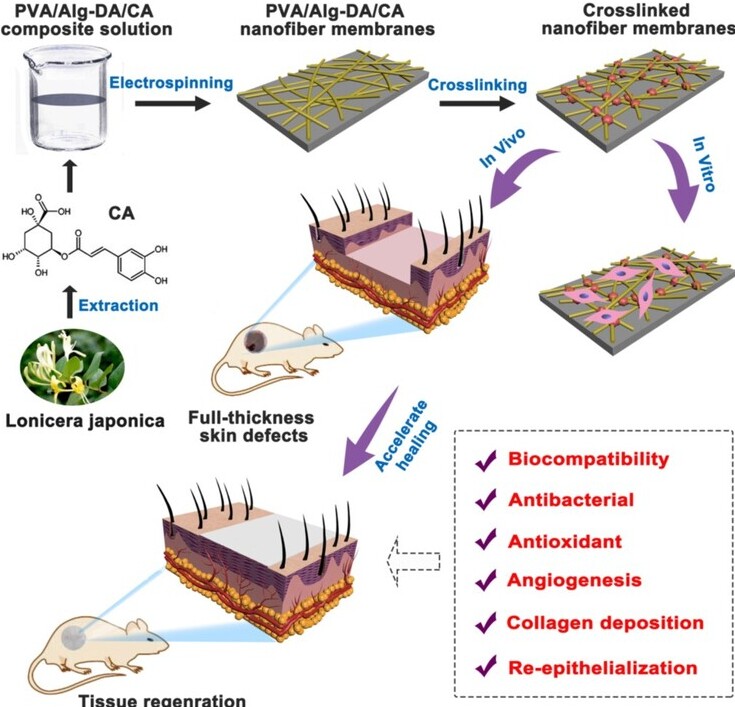 PVA/Alg-DA/CA
composite solution
PVA/Alg-DA/CA
nanofiber membranes
Crosslinked
nanofiber membranes
Electrospinning
Crosslinking
In Vivo
In Vitro
CA
HO
O
OH
HO
OH
O
O
OH
OH
Extraction
Lonicera japonica
Full-thickness
skin defects
Accelerate
healing
Biocompatibility
Antibacterial
Antioxidant
Angiogenesis
Collagen deposition
Re-epithelialization
Tissue regenration